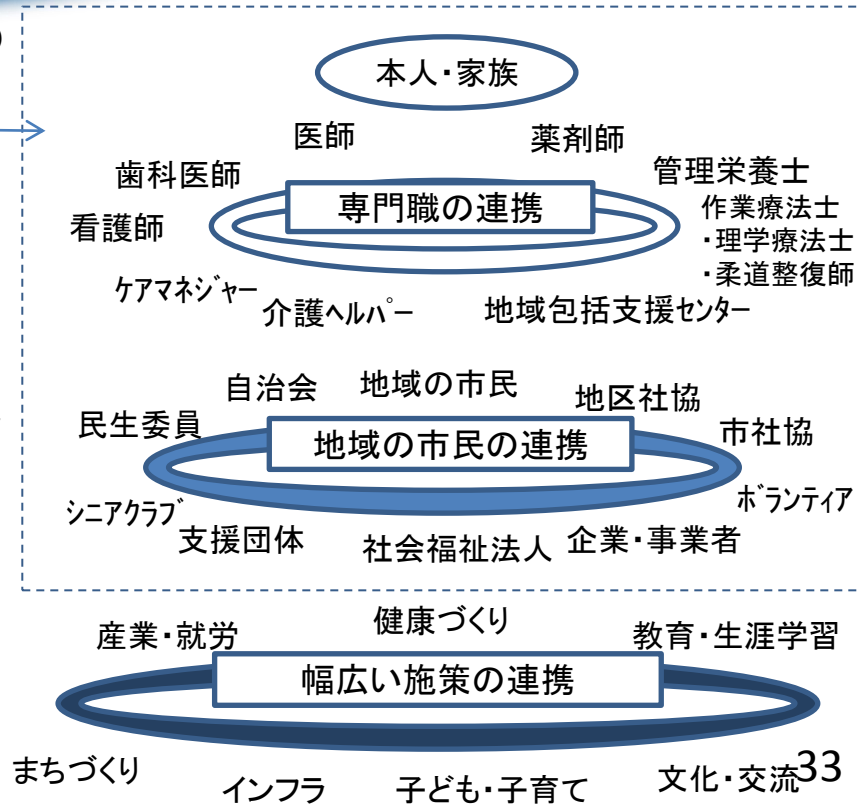 本人・家族
医師
薬剤師
歯科医師
管理栄養士
専門職の連携
看護師
作業療法士
・理学療法士
・柔道整復師
ケアマネジャー
介護ヘルパー
地域包括支援センター
自治会
地域の市民
地区社協
民生委員
市社協
地域の市民の連携
シニアクラブ
ボランティア
支援団体
社会福祉法人
企業・事業者
産業・就労
健康づくり
教育・生涯学習
幅広い施策の連携
まちづくり
インフラ
子ども・子育て
文化・交流
33